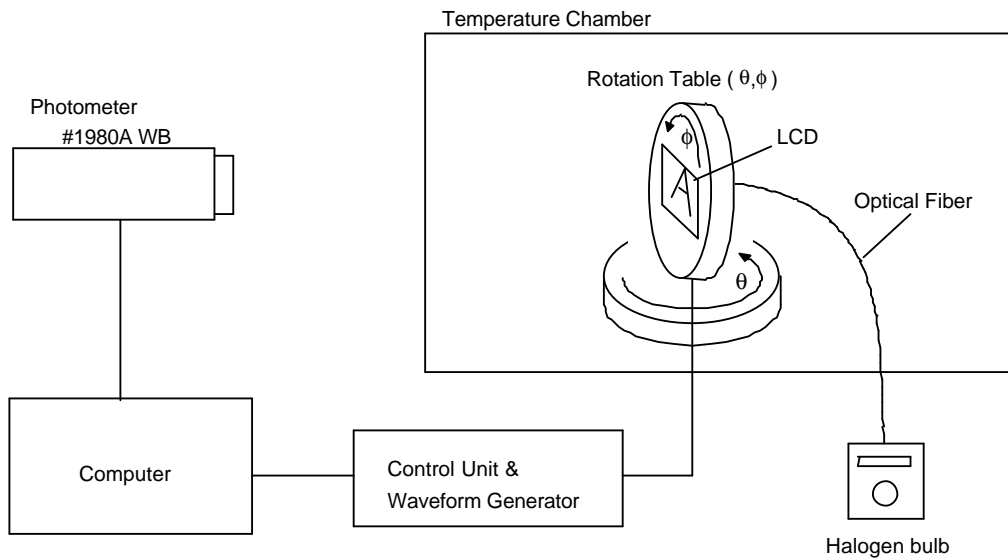 Temperature Chamber
Rotation Table ( θ,ϕ )
Photometer
#1980A WB
ϕ
LCD
A
Optical Fiber
θ
Computer
Control Unit &
Waveform Generator
Halogen bulb